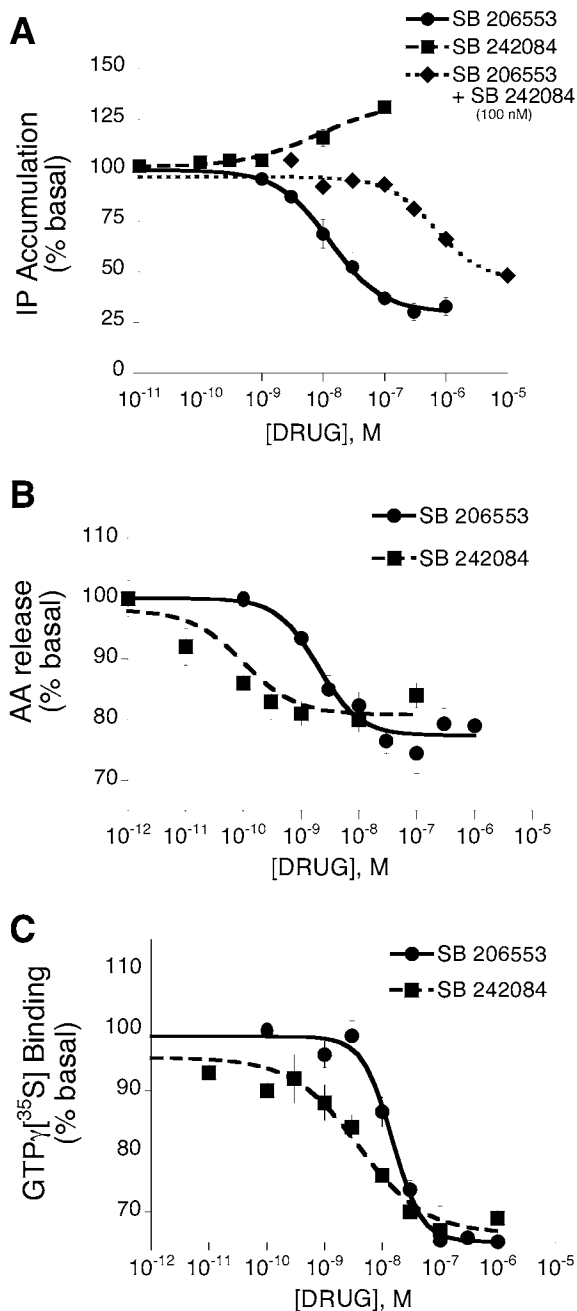 A
SB 206553
SB 242084
SB 206553
+ SB 242084
(100 nM)
150
125
100
75
50
25
0
IP Accumulation
(% basal)
10⁻¹¹ 10⁻¹⁰ 10⁻⁹ 10⁻⁸ 10⁻⁷ 10⁻⁶ 10⁻⁵
[DRUG], M
B
SB 206553
SB 242084
110
100
90
80
70
AA release
(% basal)
10⁻¹² 10⁻¹¹ 10⁻¹⁰ 10⁻⁹ 10⁻⁸ 10⁻⁷ 10⁻⁶ 10⁻⁵
[DRUG], M
C
SB 206553
SB 242084
110
100
90
80
70
GTPγ[³⁵S] Binding
(% basal)
10⁻¹² 10⁻¹¹ 10⁻¹⁰ 10⁻⁹ 10⁻⁸ 10⁻⁷ 10⁻⁶ 10⁻⁵
[DRUG], M